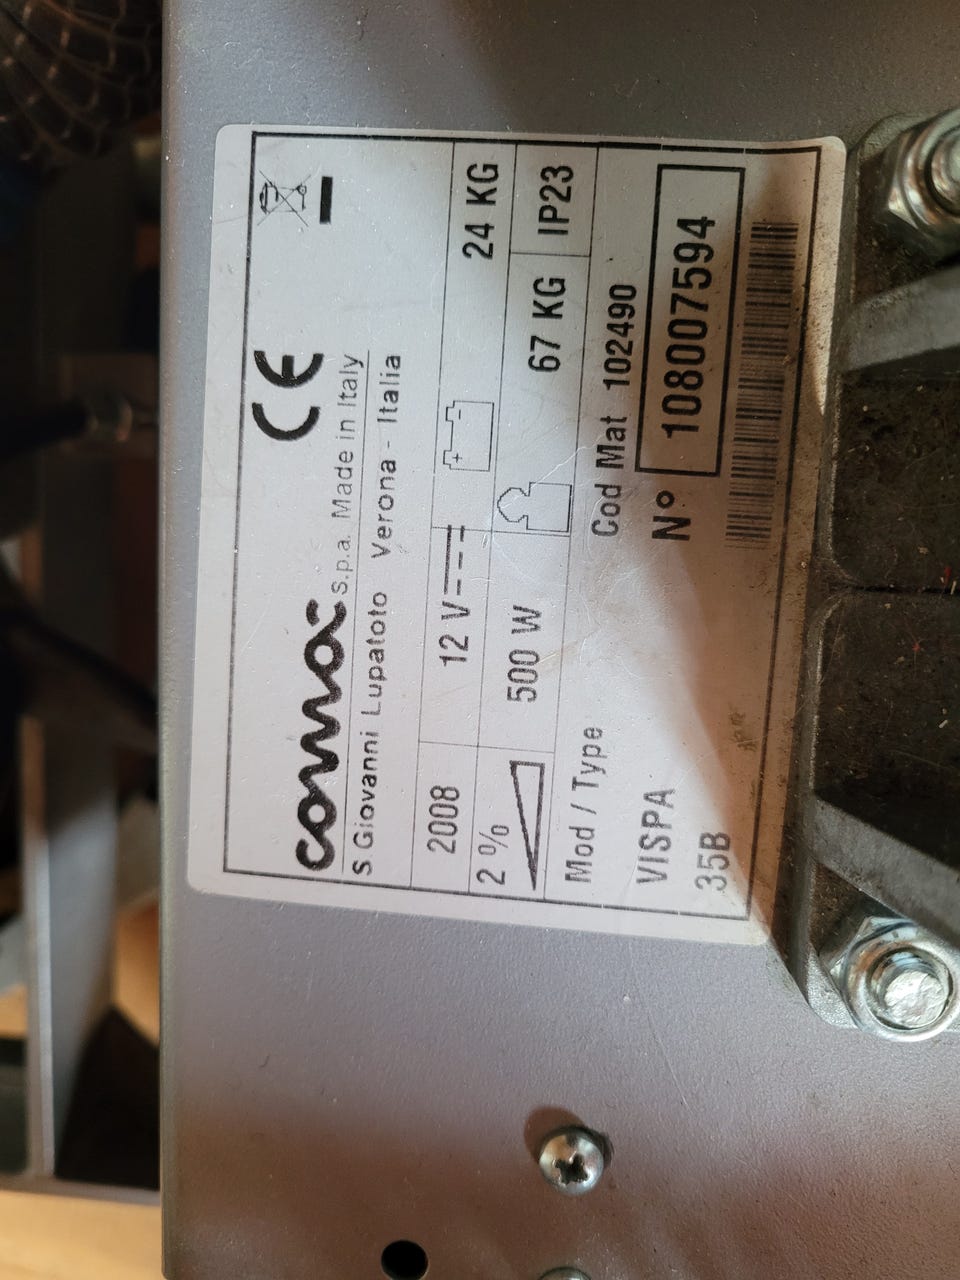 CE
comac s.p.a. Made in Italy
S.Giovanni Lupatoto Verona - Italia
2008 12 V + - 24 KG
2 % 500 W 67 KG IP23
Mod / Type Cod Mat 102490
VISPA N° 108007594
35B